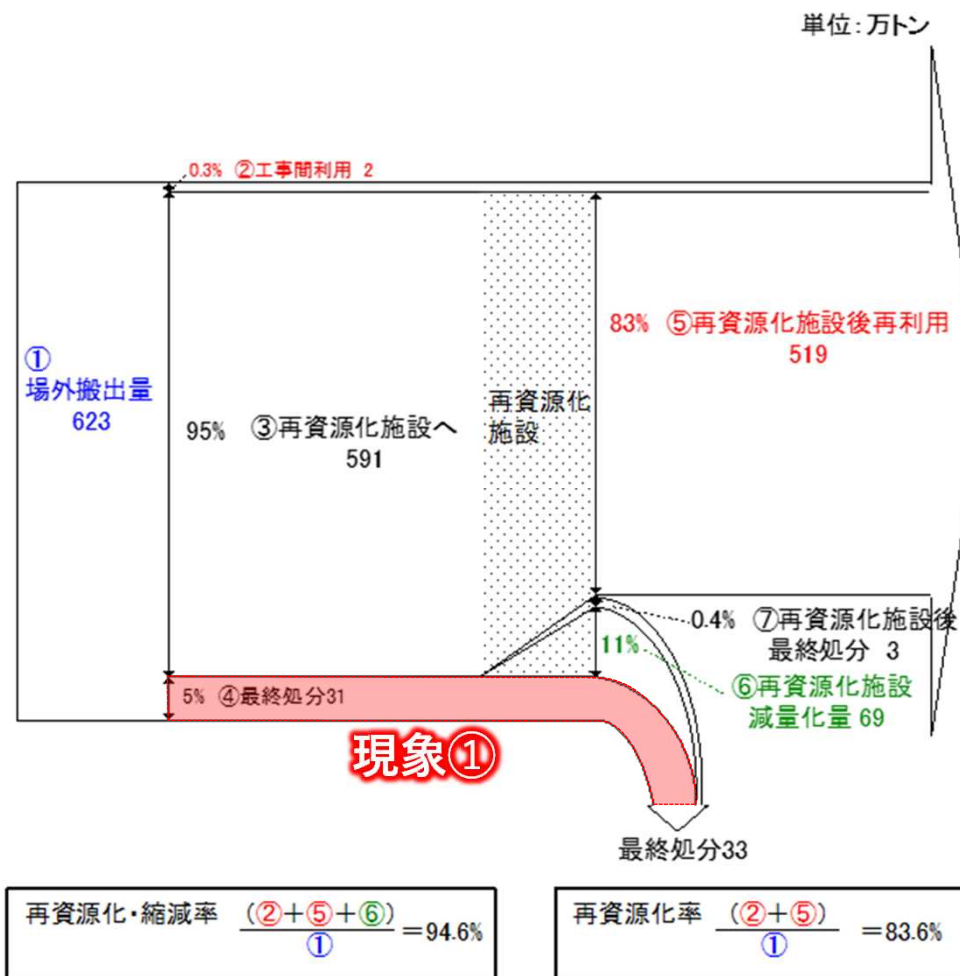 単位:万トン
0.3% ②工事間利用 2
①
場外搬出量
623
95% ③再資源化施設へ
591
再資源化
施設
83% ⑤再資源化施設後再利用
519
0.4% ⑦再資源化施設後
最終処分 3
11%
⑥再資源化施設
減量化量 69
5% ④最終処分31
現象①
最終処分33
再資源化・縮減率 (②+⑤+⑥)
① =94.6%
再資源化率 (②+⑤)
① =83.6%